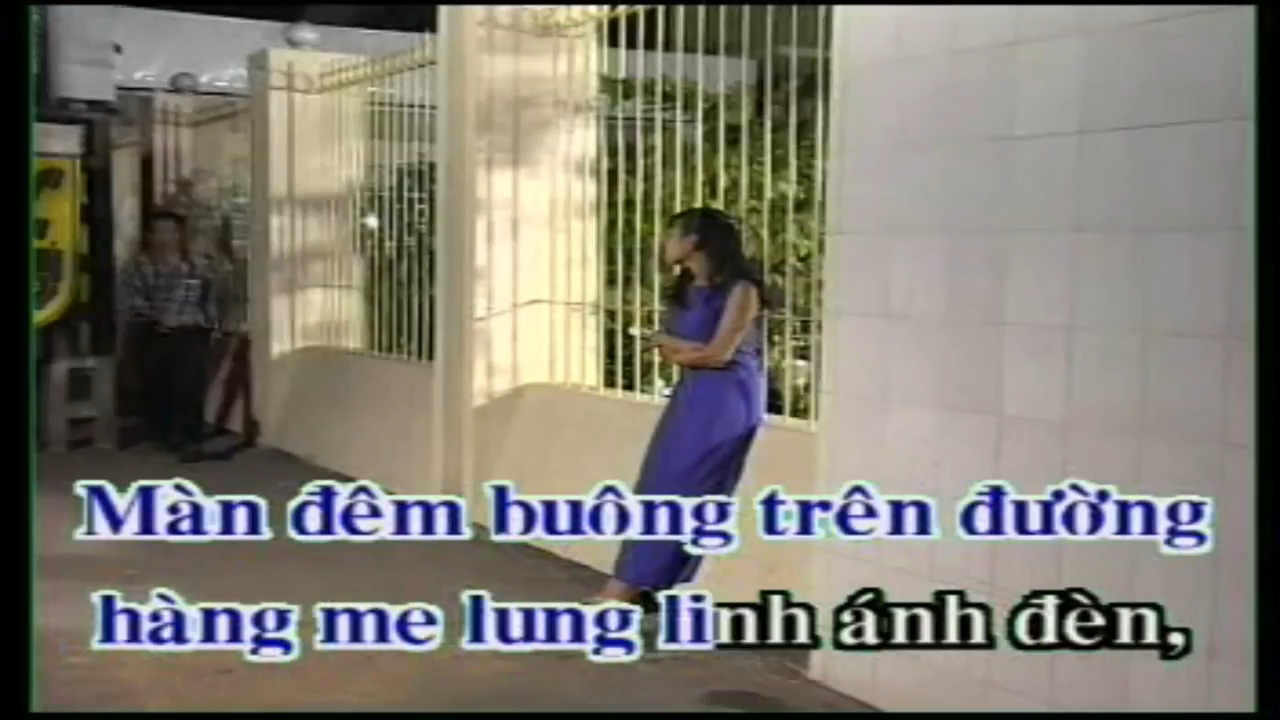 Màn đêm buông trên đường
hàng me lung linh ánh đèn,